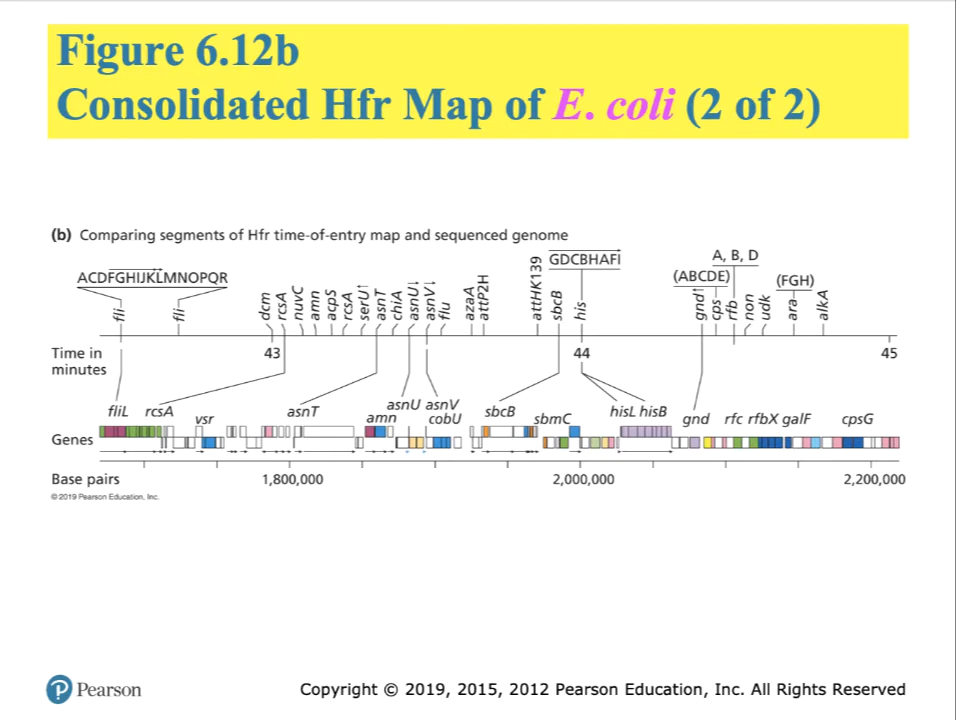 Figure 6.12b
Consolidated Hfr Map of E. coli (2 of 2)
(b) Comparing segments of Hfr time-of-entry map and sequenced genome
ACDFGHIJKLMNOPQR
GDCBHAFI
(ABCDE)
A, B, D
(FGH)
fli-
fli-
dcm
rcsA
nuvC
amn
acpS
rcsA
serU↑
asnT
chiA
asnU↓
asnV↓
flu
azaA
attP2H
attHK139
sbcB
his-
gnd↑
cps-
rfb-
non
udk
ara-
alkA
Time in
minutes
43
44
45
fliL rcsA vsr asnT amn asnU asnV cobU sbcB sbmC hisL hisB gnd rfc rfbX galF cpsG
Genes
Base pairs 1,800,000 2,000,000 2,200,000
© 2019 Pearson Education, Inc.
P Pearson
Copyright © 2019, 2015, 2012 Pearson Education, Inc. All Rights Reserved